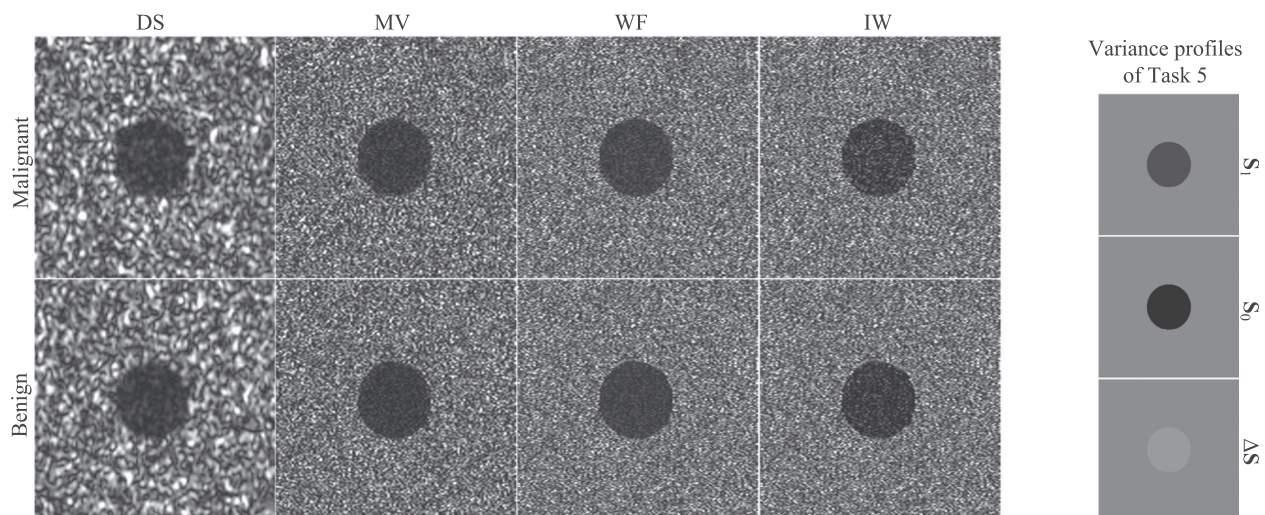 DS MV WF IW
Malignant
Benign
Variance profiles
of Task 5
S₁
S₀
ΔS